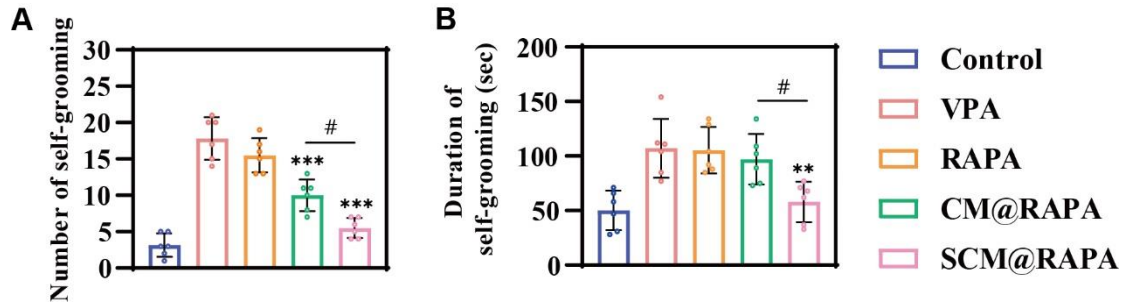 A
Number of self-grooming
30
25
20
15
10
5
0
***
#
***
B
Duration of
self-grooming (sec)
200
150
100
50
0
#
**
Control
VPA
RAPA
CM@RAPA
SCM@RAPA